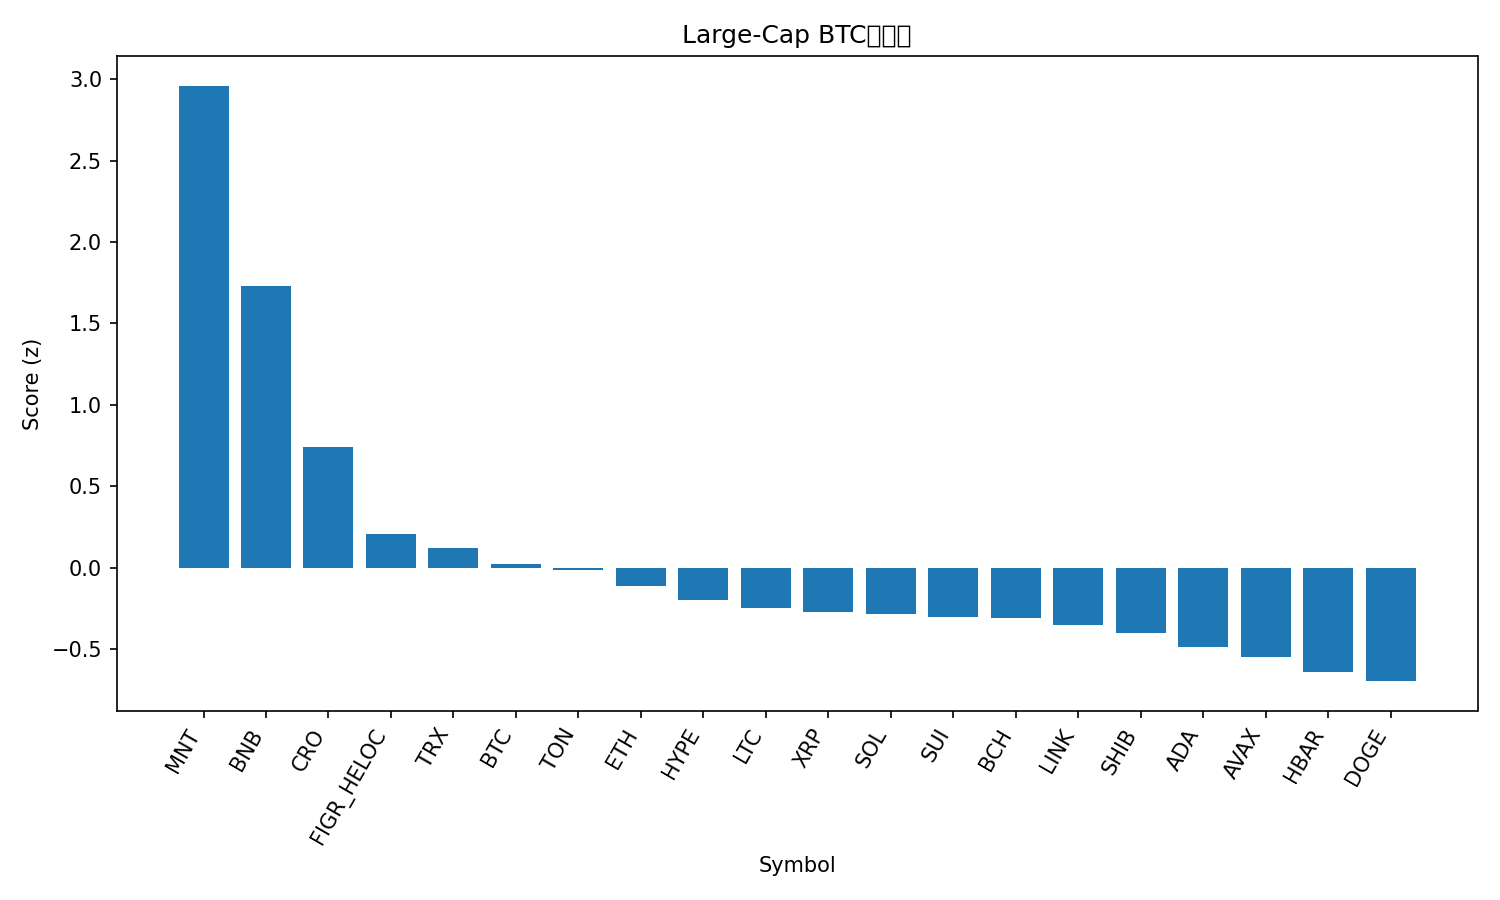 Large-Cap BTC
3.0
2.5
2.0
1.5
1.0
0.5
0.0
−0.5
Score (z)
MNT
BNB
CRO
FIGR_HELOC
TRX
BTC
TON
ETH
HYPE
LTC
XRP
SOL
SUI
BCH
LINK
SHIB
ADA
AVAX
HBAR
DOGE
Symbol